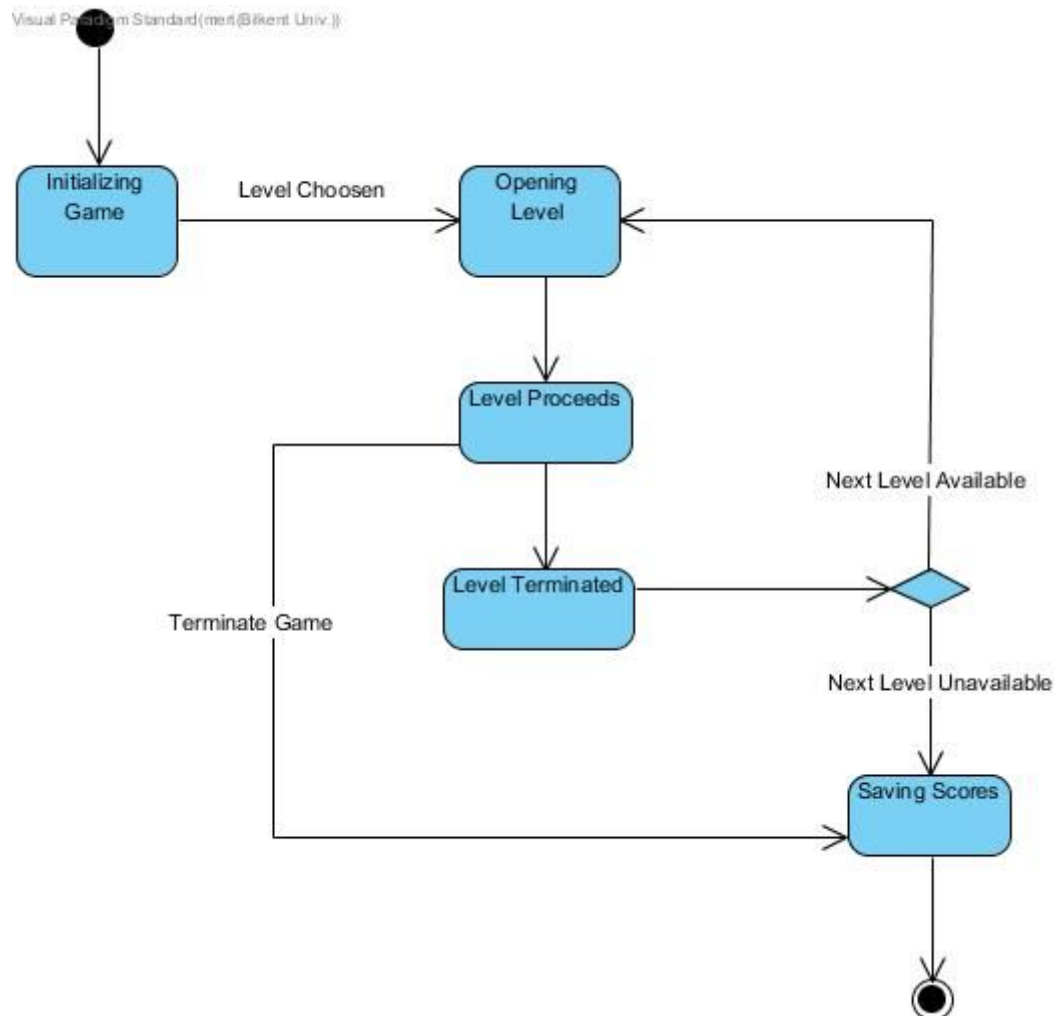 Visual Paradigm Standard(mert(Bilkent Univ.))
Initializing
Game
Level Choosen
Opening
Level
Level Proceeds
Next Level Available
Level Terminated
Terminate Game
Next Level Unavailable
Saving Scores